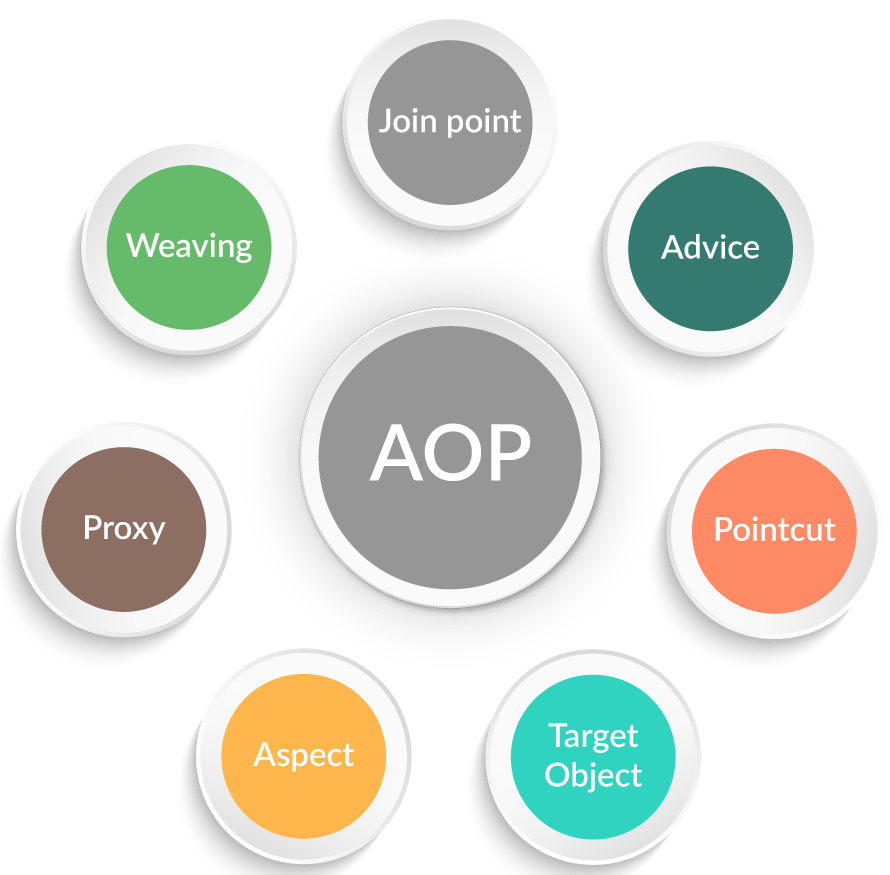 Join point
Weaving
Advice
AOP
Proxy
Pointcut
Aspect
Target
Object